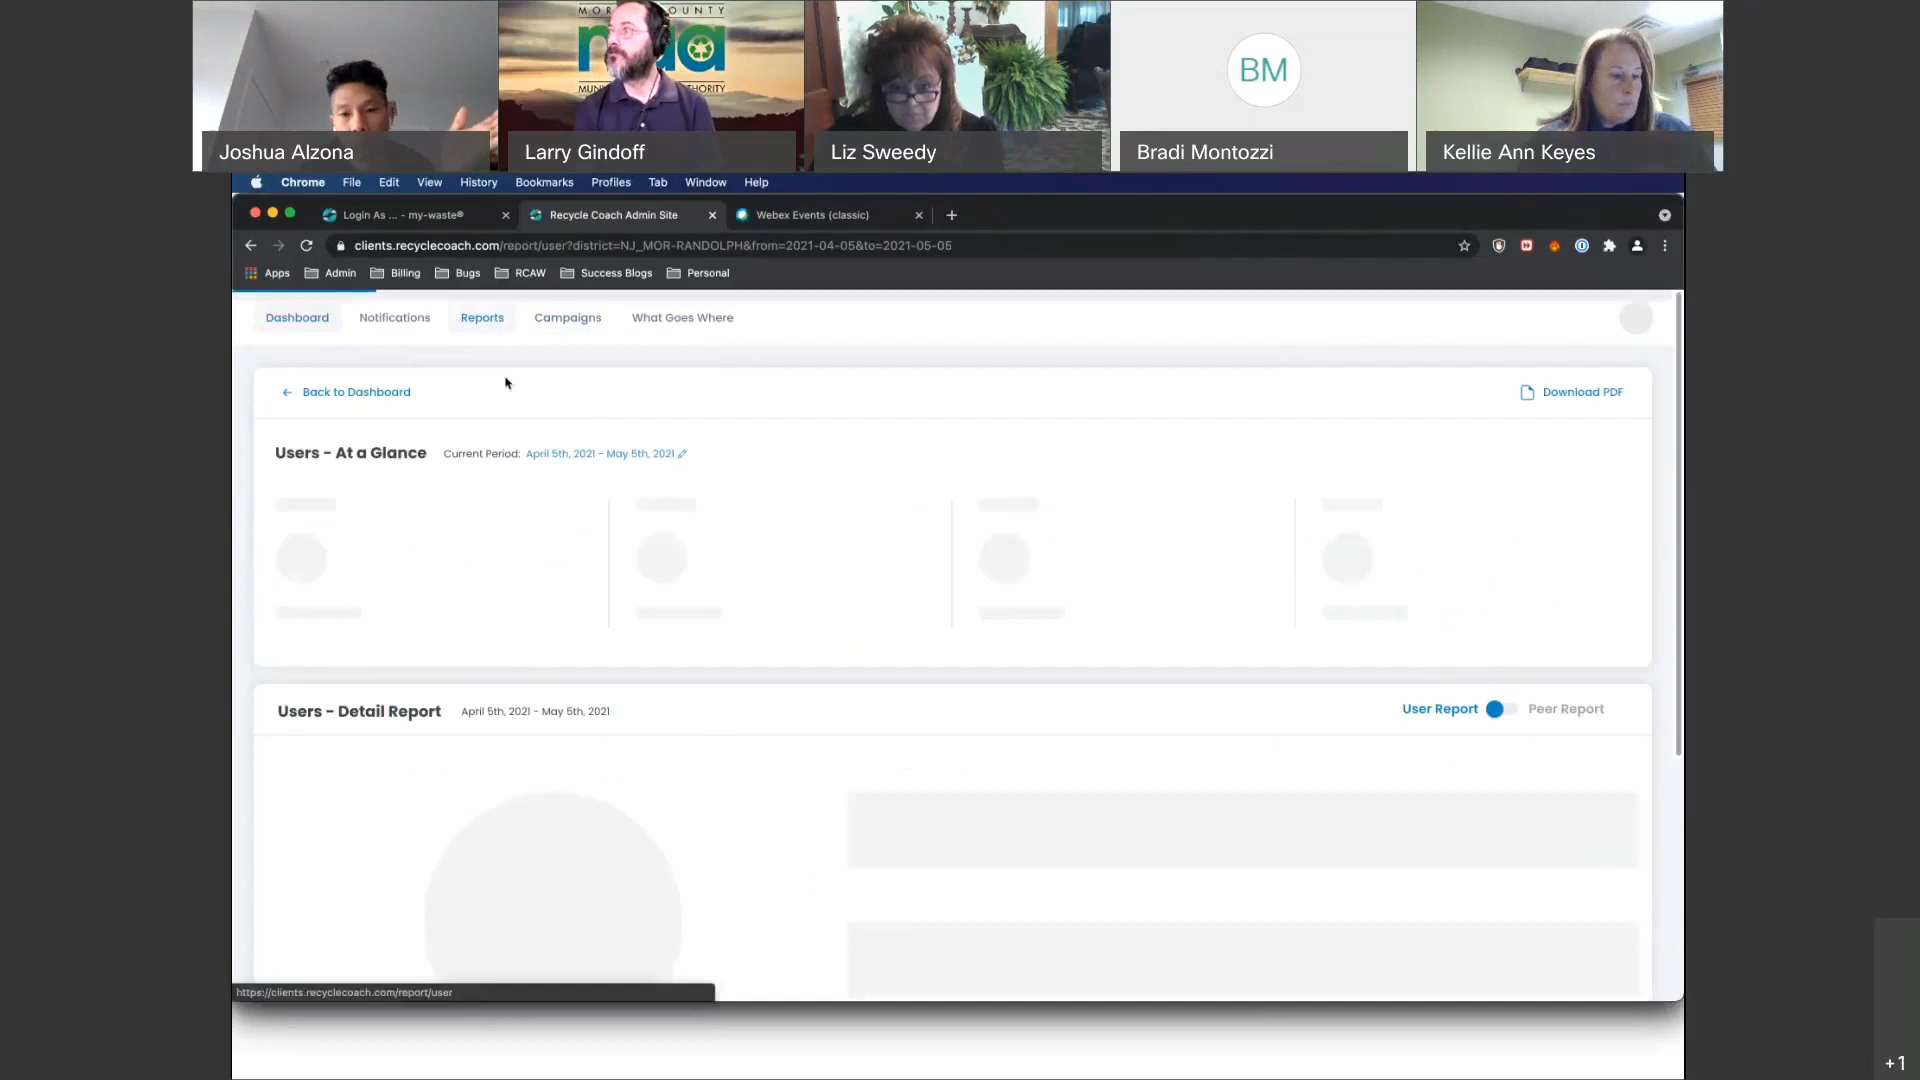 MOR COUNTY
MUNI THORITY
BM
Joshua Alzona
Larry Gindoff
Liz Sweedy
Bradi Montozzi
Kellie Ann Keyes
Chrome File Edit View History Bookmarks Profiles Tab Window Help
Login As ... - my-waste®
Recycle Coach Admin Site
Webex Events (classic)
clients.recyclecoach.com/report/user?district=NJ_MOR-RANDOLPH&from=2021-04-05&to=2021-05-05
Apps Admin Billing Bugs RCAW Success Blogs Personal
Dashboard Notifications Reports Campaigns What Goes Where
Back to Dashboard
Download PDF
Users - At a Glance Current Period: April 5th, 2021 - May 5th, 2021
Users - Detail Report April 5th, 2021 - May 5th, 2021
User Report Peer Report
https://clients.recyclecoach.com/report/user
+1